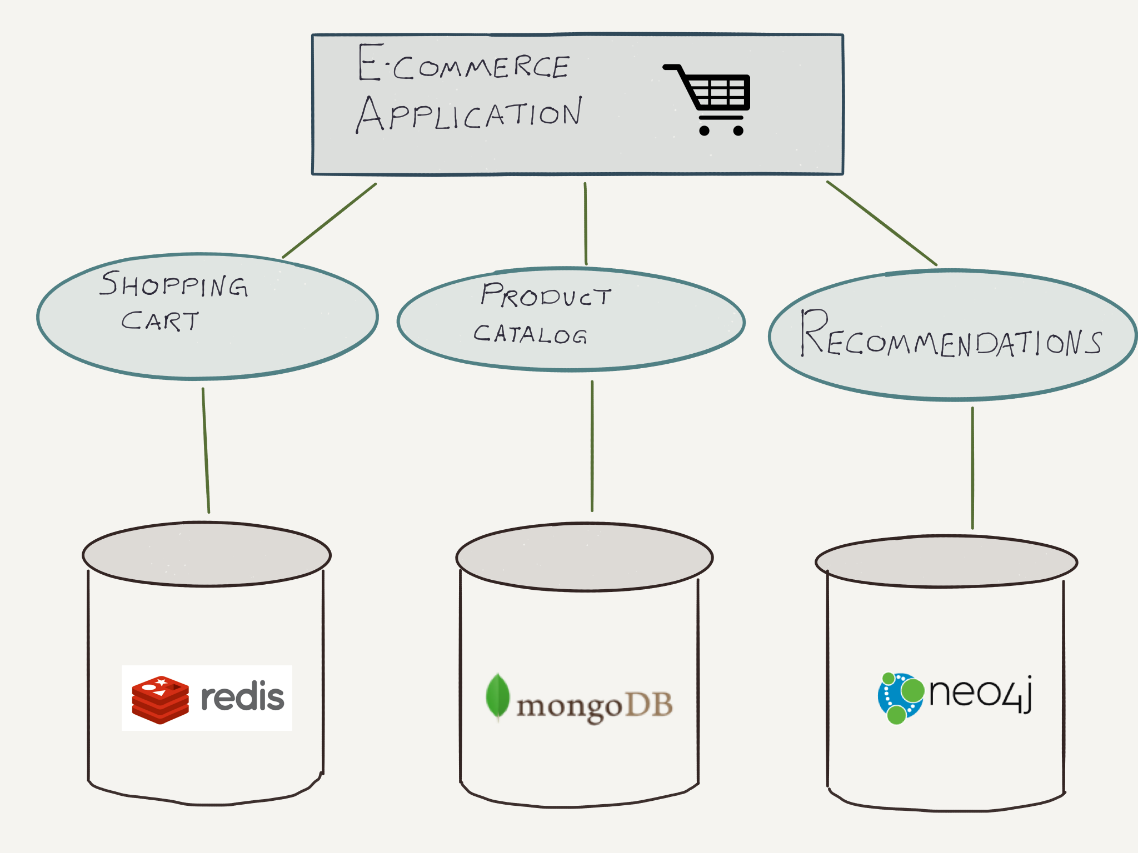 E-COMMERCE
APPLICATION
SHOPPING
CART
PRODUCT
CATALOG
RECOMMENDATIONS
redis
mongoDB
neo4j